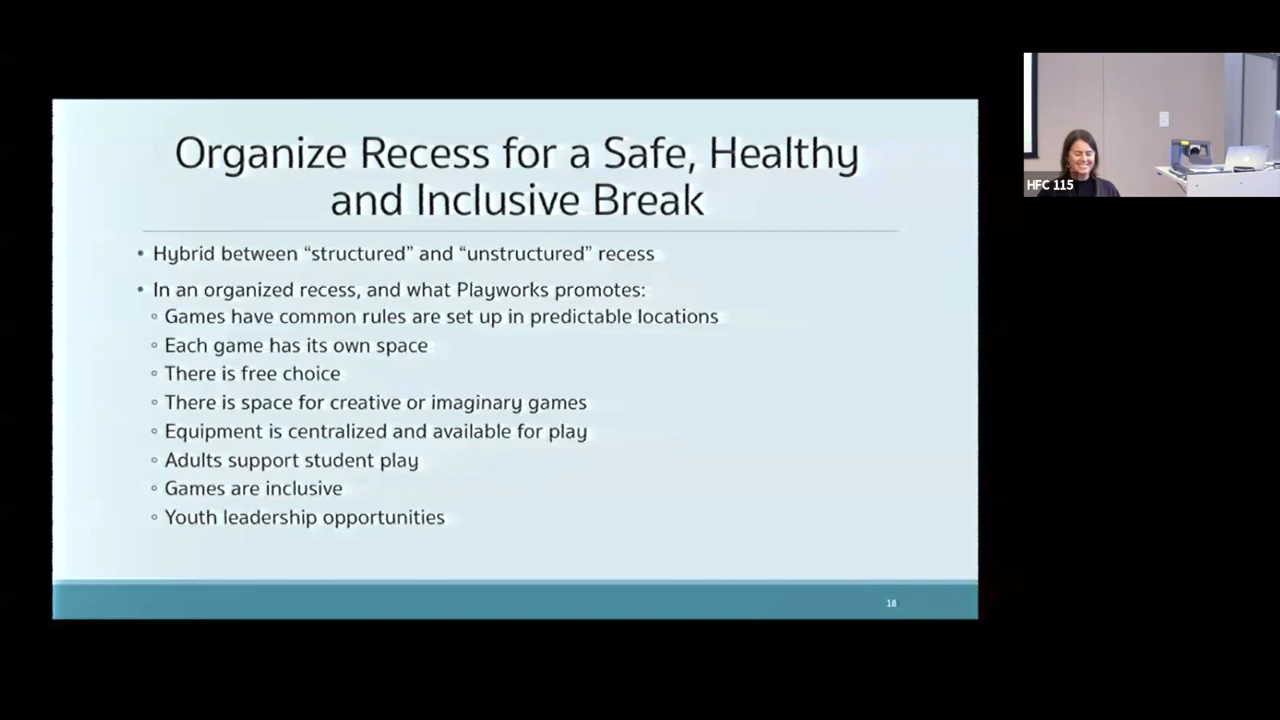 Organize Recess for a Safe, Healthy
and Inclusive Break
• Hybrid between “structured” and “unstructured” recess
• In an organized recess, and what Playworks promotes:
◦ Games have common rules are set up in predictable locations
◦ Each game has its own space
◦ There is free choice
◦ There is space for creative or imaginary games
◦ Equipment is centralized and available for play
◦ Adults support student play
◦ Games are inclusive
◦ Youth leadership opportunities
18
HFC 115